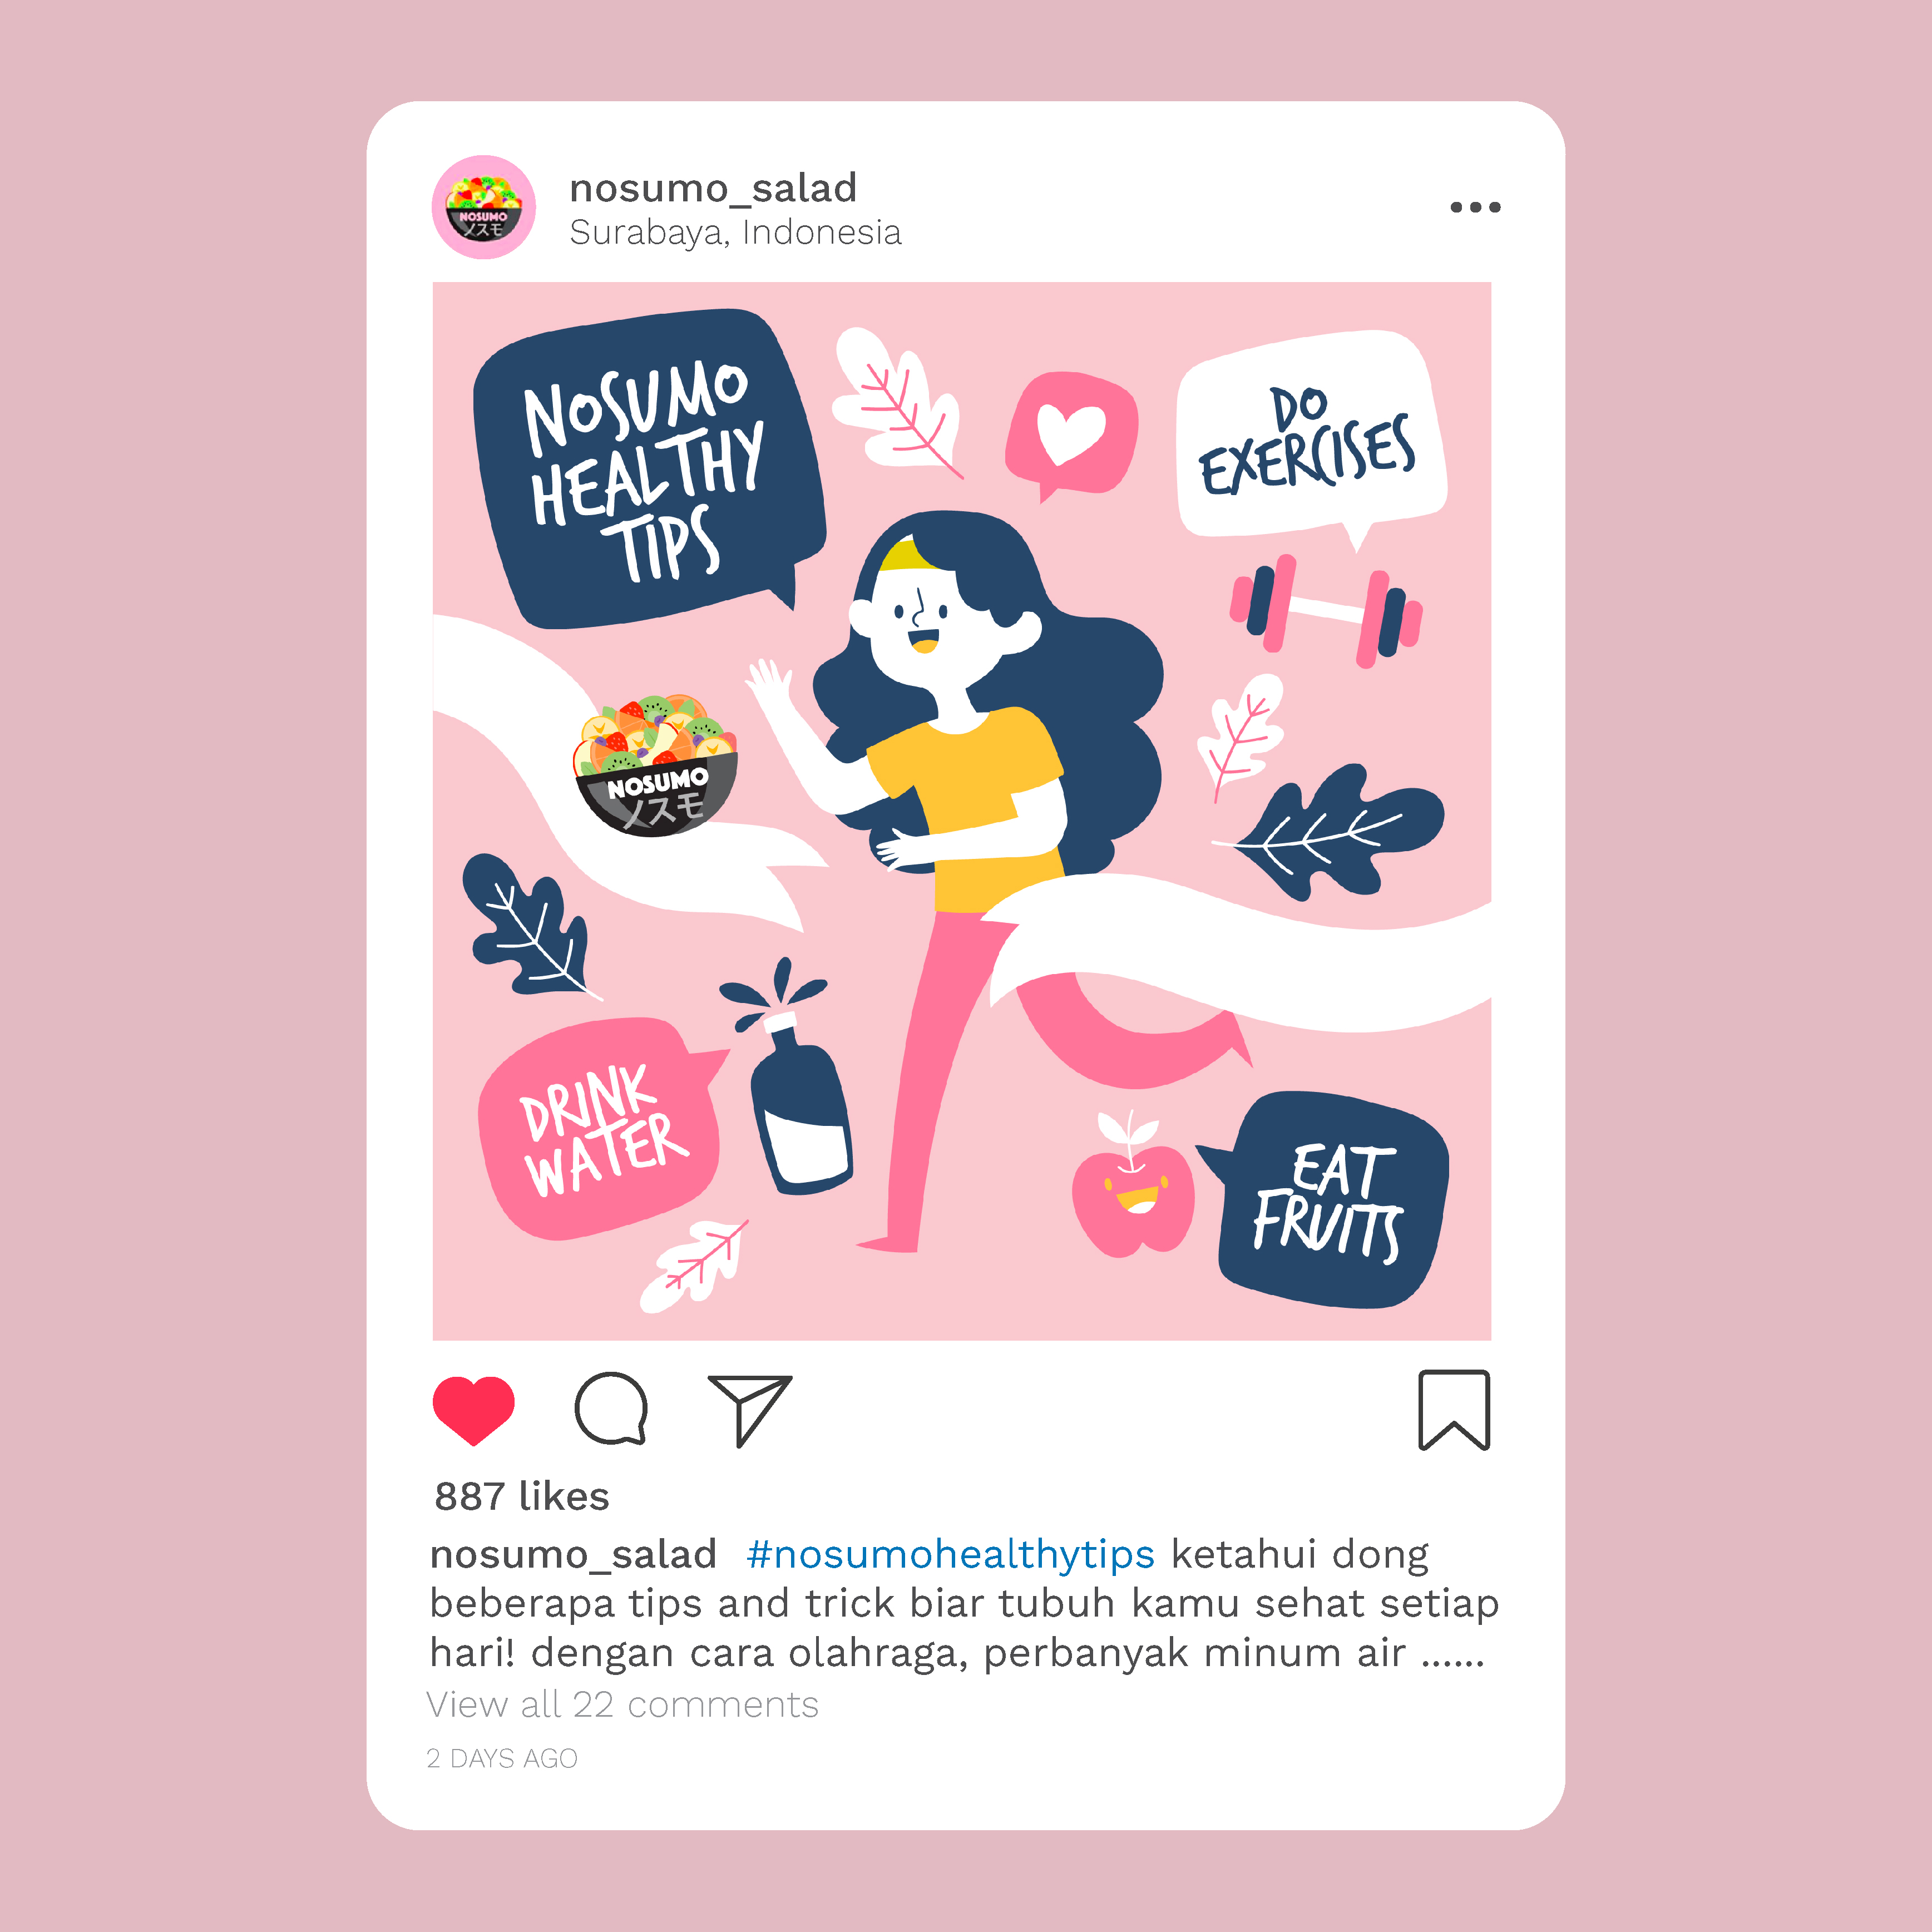 NOSUMO
ノスモ
nosumo_salad
Surabaya, Indonesia
NOSUMO
HEALTHY
TIPS
DO
EXERCISES
NOSUMO
ノスモ
DRINK
WATER
EAT
FRUITS
887 likes
nosumo_salad #nosumohealthytips ketahui dong
beberapa tips and trick biar tubuh kamu sehat setiap
hari! dengan cara olahraga, perbanyak minum air ......
View all 22 comments
2 DAYS AGO